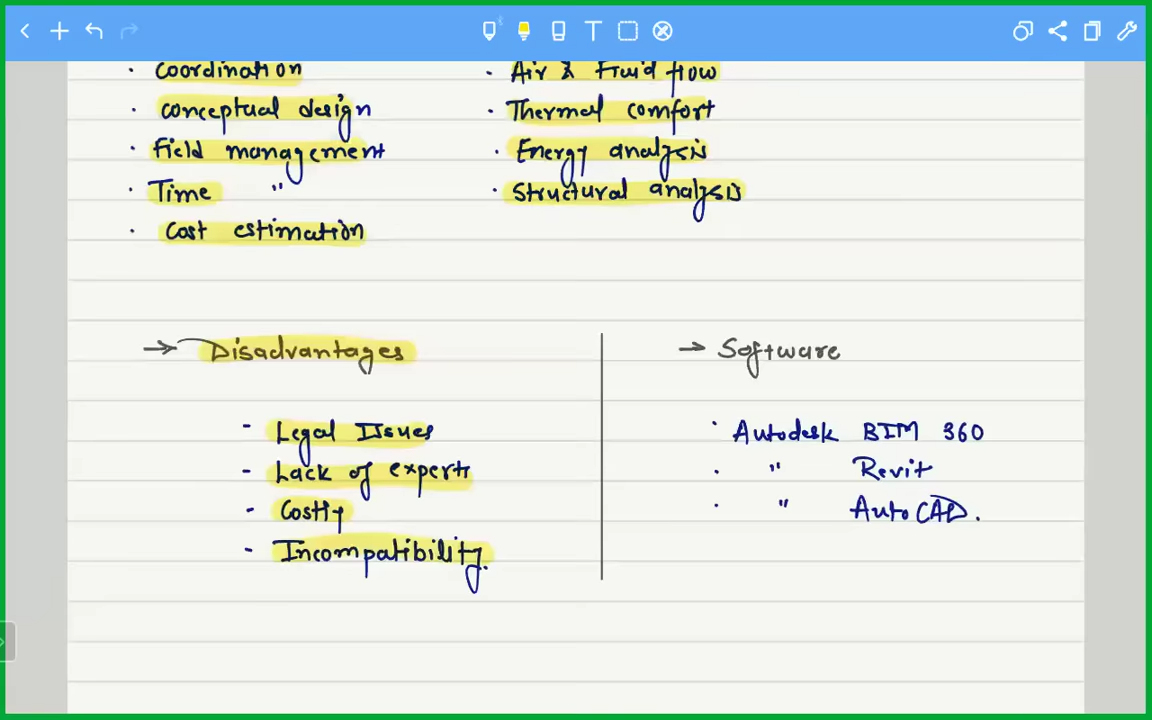 · Coordination
· conceptual design
· Field management
· Time "
· Cost estimation
· Air & Fluid flow
· Thermal comfort
· Energy analysis
· Structural analysis
→ Disadvantages
- Legal Issues
- Lack of experts
- Costly
- Incompatibility.
→ Software
· Autodesk BIM 360
· " Revit
· " AutoCAD.
T